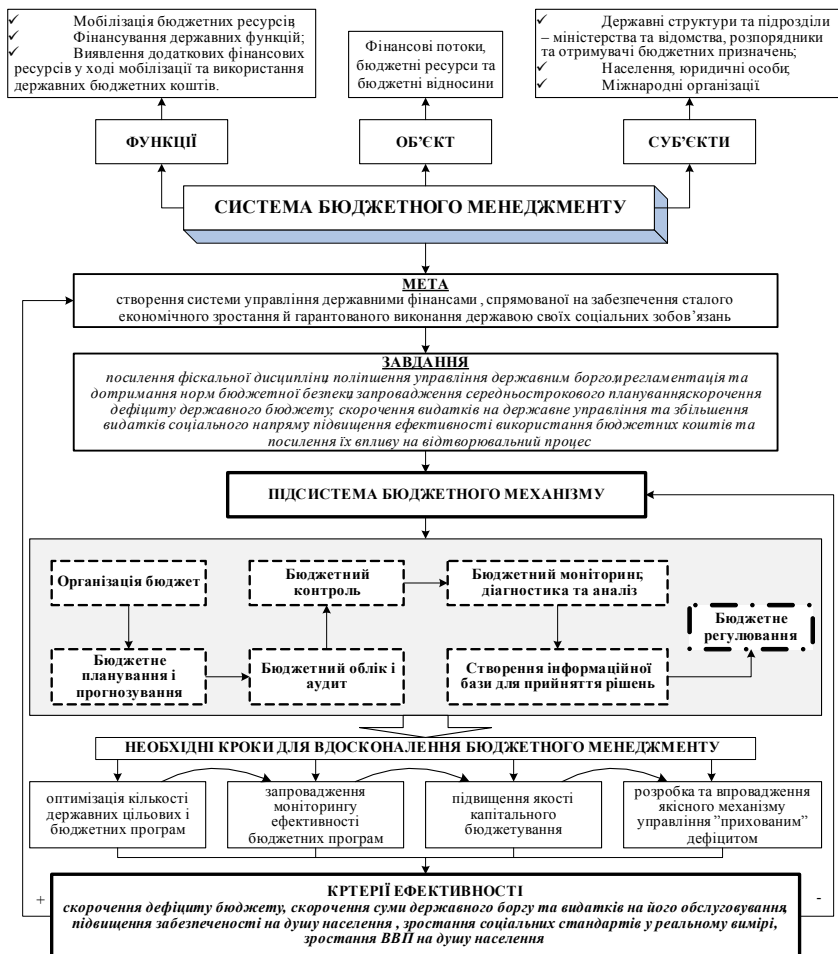 ✓ Мобілізація бюджетних ресурсів;
✓ Фінансування державних функцій;
✓ Виявлення додаткових фінансових
ресурсів у ході мобілізації та використання
державних бюджетних коштів.
Фінансові потоки,
бюджетні ресурси та
бюджетні відносини
✓ Державні структури та підрозділи
– міністерства та відомства, розпорядники
та отримувачі бюджетних призначень;
✓ Населення, юридичні особи;
✓ Міжнародні організації
ФУНКЦІЇ
ОБ’ЄКТ
СУБ’ЄКТИ
СИСТЕМА БЮДЖЕТНОГО МЕНЕДЖМЕНТУ
МЕТА
створення системи управління державними фінансами , спрямованої на забезпечення сталого
економічного зростання й гарантованого виконання державою своїх соціальних зобов’язань
ЗАВДАННЯ
посилення фіскальної дисципліни; поліпшення управління державним боргом; регламентація та
дотримання норм бюджетної безпеки; запровадження середньострокового планування; скорочення
дефіциту державного бюджету; скорочення видатків на державне управління та збільшення
видатків соціального напряму; підвищення ефективності використання бюджетних коштів та
посилення їх впливу на відтворювальний процес
ПІДСИСТЕМА БЮДЖЕТНОГО МЕХАНІЗМУ
Організація бюджет
Бюджетний
контроль
Бюджетний моніторинг,
діагностика та аналіз
Бюджетне
регулювання
Бюджетне
планування і
прогнозування
Бюджетний облік і
аудит
Створення інформаційної
бази для прийняття рішень
НЕОБХІДНІ КРОКИ ДЛЯ ВДОСКОНАЛЕННЯ БЮДЖЕТНОГО МЕНЕДЖМЕНТУ
оптимізація кількості
державних цільових і
бюджетних програм
запровадження
моніторингу
ефективності
бюджетних програм
підвищення якості
капітального
бюджетування
розробка та впровадження
якісного механізму
управління ”прихованим”
дефіцитом
+
-
КРТЕРІЇ ЕФЕКТИВНОСТІ
скорочення дефіциту бюджету, скорочення суми державного боргу та видатків на його обслуговування,
підвищення забезпеченості на душу населення , зростання соціальних стандартів у реальному вимірі,
зростання ВВП на душу населення